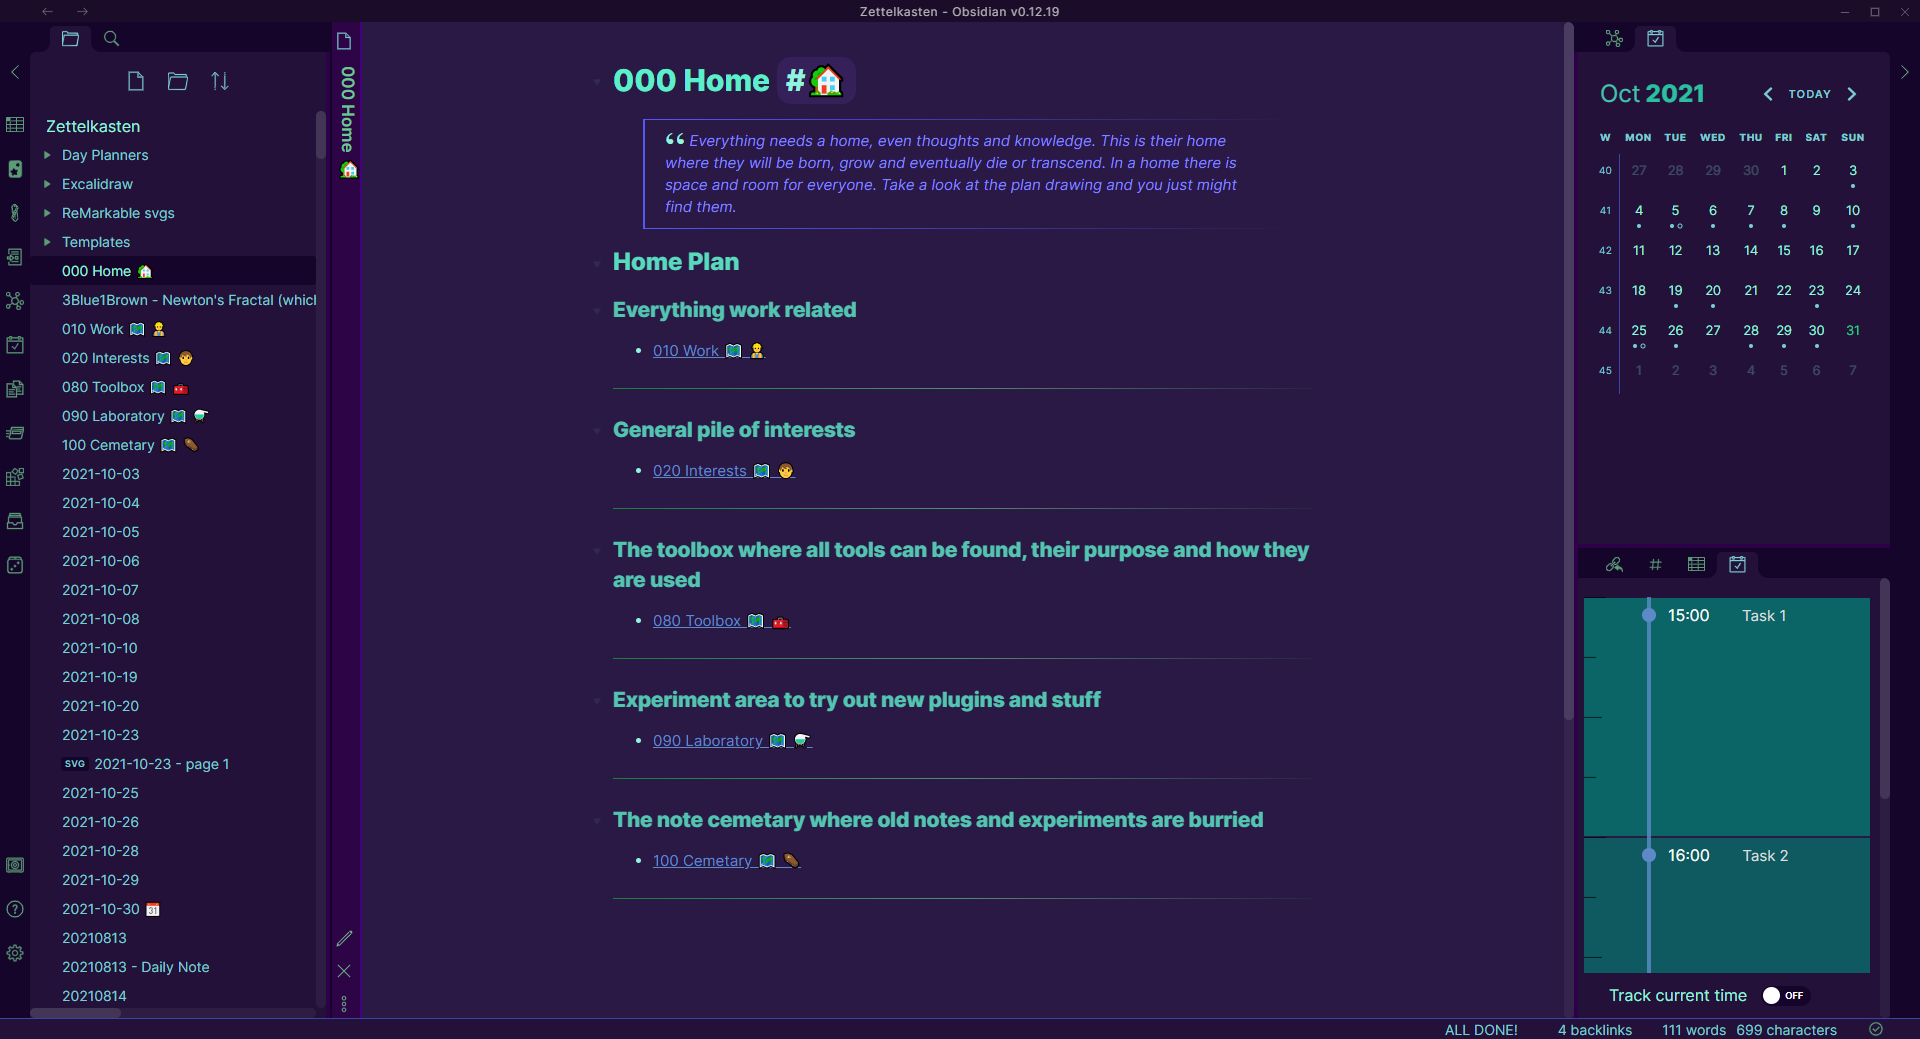 Zettelkasten - Obsidian v0.12.19
Zettelkasten
Day Planners
Excalidraw
ReMarkable svgs
Templates
000 Home 🏠
3Blue1Brown - Newton's Fractal (whicl
010 Work 🗺️ 👷
020 Interests 🗺️ 🧑
080 Toolbox 🗺️ 🧰
090 Laboratory 🗺️
100 Cemetary 🗺️ ⚰️
2021-10-03
2021-10-04
2021-10-05
2021-10-06
2021-10-07
2021-10-08
2021-10-10
2021-10-19
2021-10-20
2021-10-23
SVG 2021-10-23 - page 1
2021-10-25
2021-10-26
2021-10-28
2021-10-29
2021-10-30 📅
20210813
20210813 - Daily Note
20210814
000 Home 🏠
000 Home #🏠
Everything needs a home, even thoughts and knowledge. This is their home
where they will be born, grow and eventually die or transcend. In a home there is
space and room for everyone. Take a look at the plan drawing and you just might
find them.
Home Plan
Everything work related
• 010 Work 🗺️ 👷
General pile of interests
• 020 Interests 🗺️ 🧑
The toolbox where all tools can be found, their purpose and how they
are used
• 080 Toolbox 🗺️ 🧰
Experiment area to try out new plugins and stuff
• 090 Laboratory 🗺️
The note cemetary where old notes and experiments are burried
• 100 Cemetary 🗺️ ⚰️
Oct 2021
TODAY
W MON TUE WED THU FRI SAT SUN
40 27 28 29 30 1 2 3
41 4 5 6 7 8 9 10
42 11 12 13 14 15 16 17
43 18 19 20 21 22 23 24
44 25 26 27 28 29 30 31
45 1 2 3 4 5 6 7
15:00 Task 1
16:00 Task 2
Track current time OFF
ALL DONE! 4 backlinks 111 words 699 characters